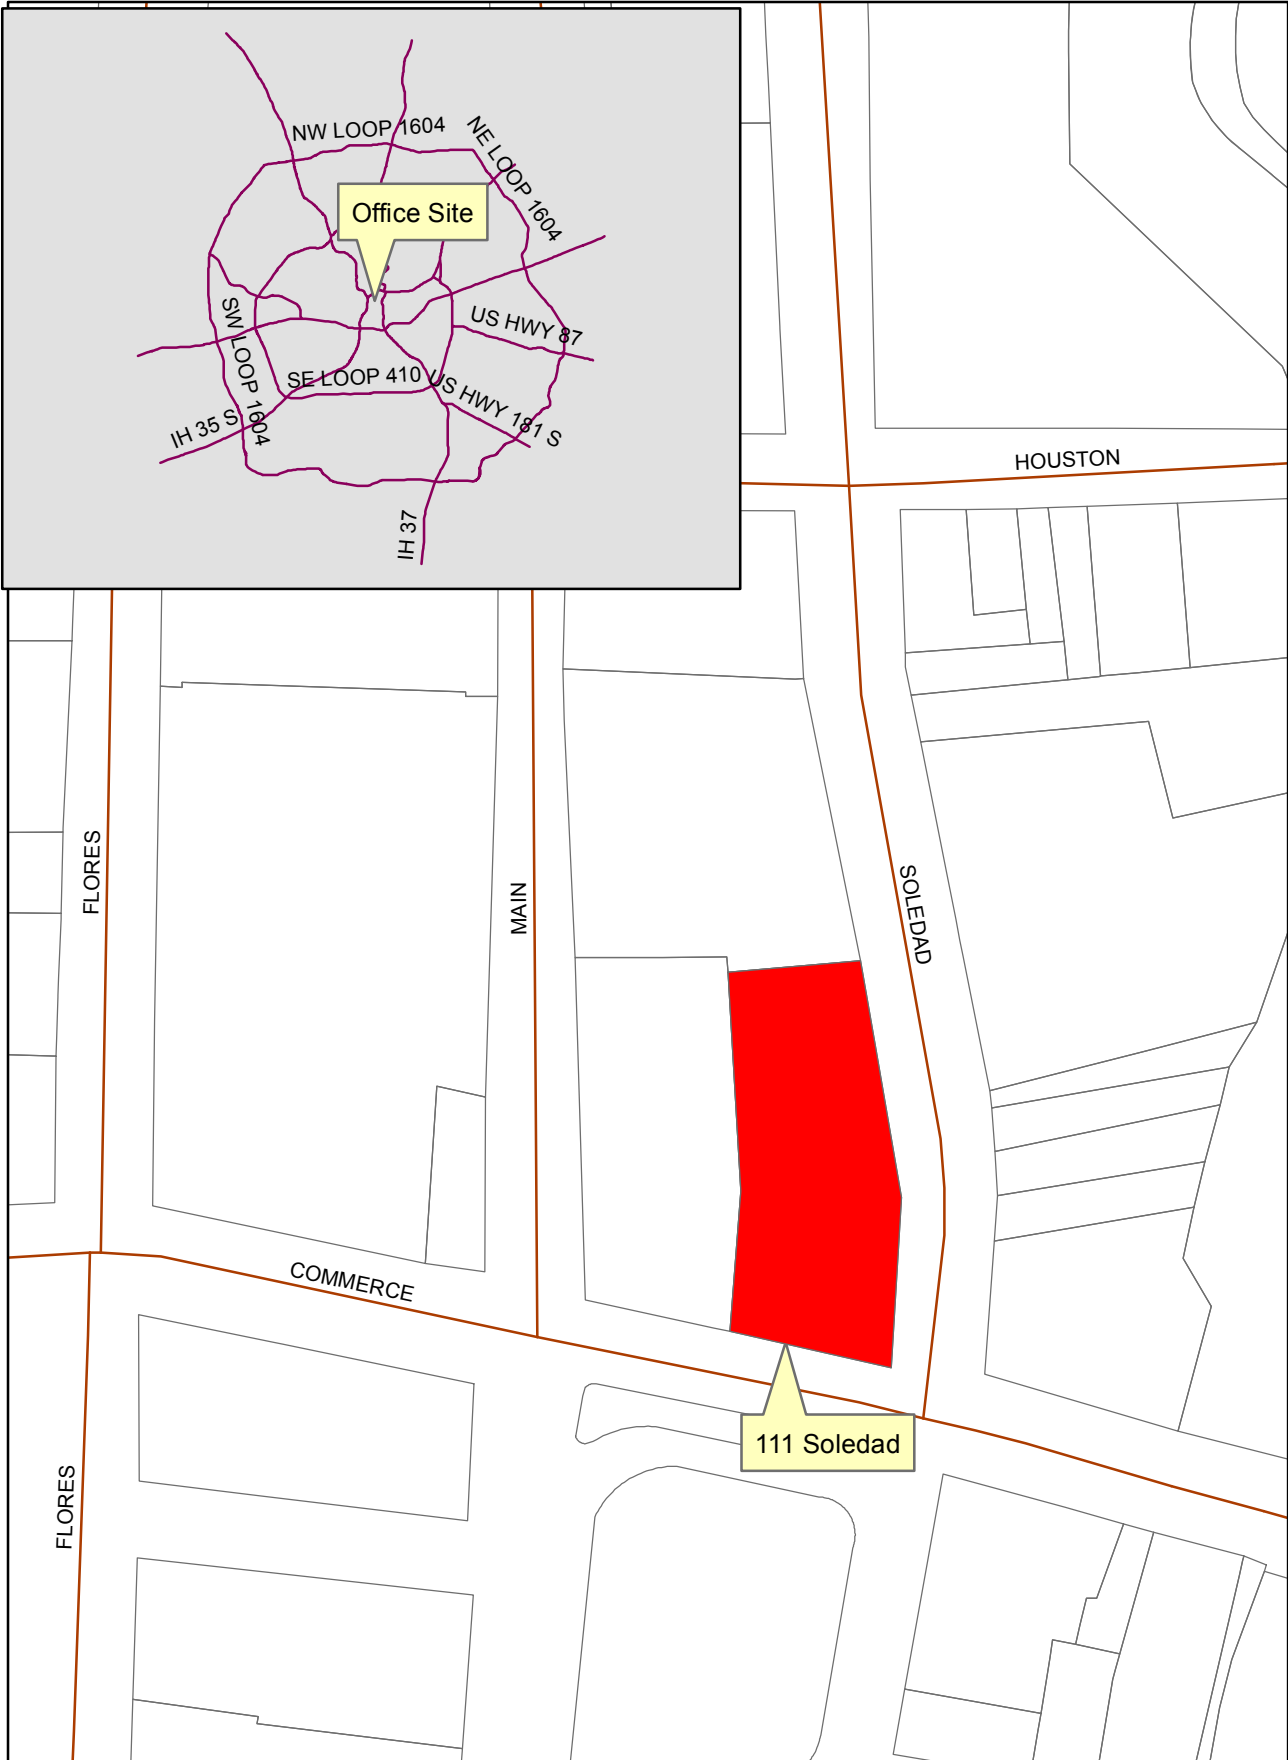 NW LOOP 1604
NE LOOP 1604
Office Site
SW LOOP 1604
US HWY 87
SE LOOP 410
US HWY 181 S
IH 35 S
IH 37
HOUSTON
FLORES
MAIN
SOLEDAD
COMMERCE
111 Soledad
FLORES